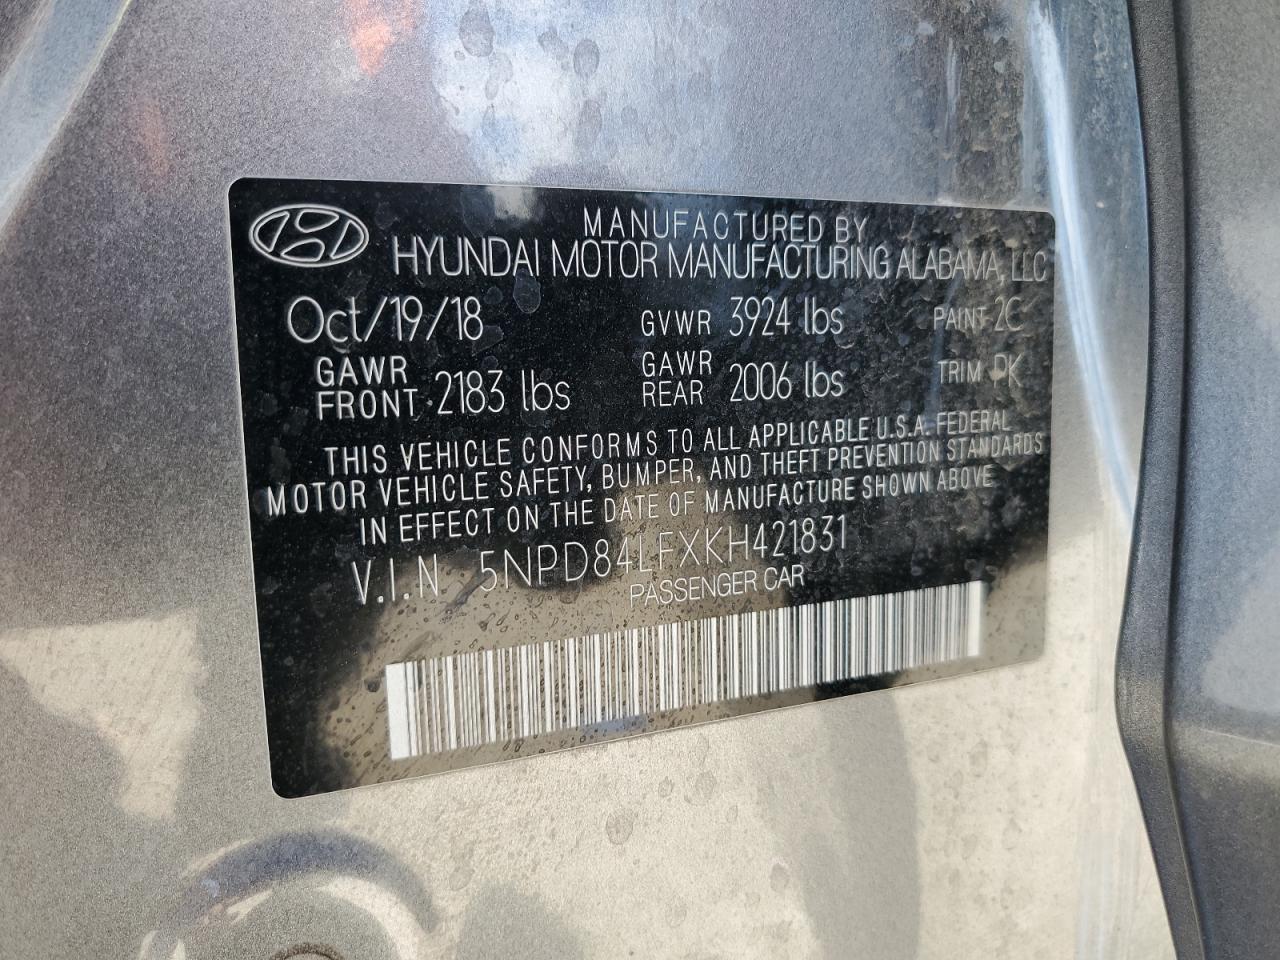 MANUFACTURED BY
HYUNDAI MOTOR MANUFACTURING ALABAMA, LLC
Oct/19/18 GVWR 3924 lbs PAINT 2C
GAWR FRONT 2183 lbs GAWR REAR 2006 lbs TRIM PK
THIS VEHICLE CONFORMS TO ALL APPLICABLE U.S.A. FEDERAL
MOTOR VEHICLE SAFETY, BUMPER, AND THEFT PREVENTION STANDARDS
IN EFFECT ON THE DATE OF MANUFACTURE SHOWN ABOVE
V.I.N 5NPD84LFXKH421831
PASSENGER CAR